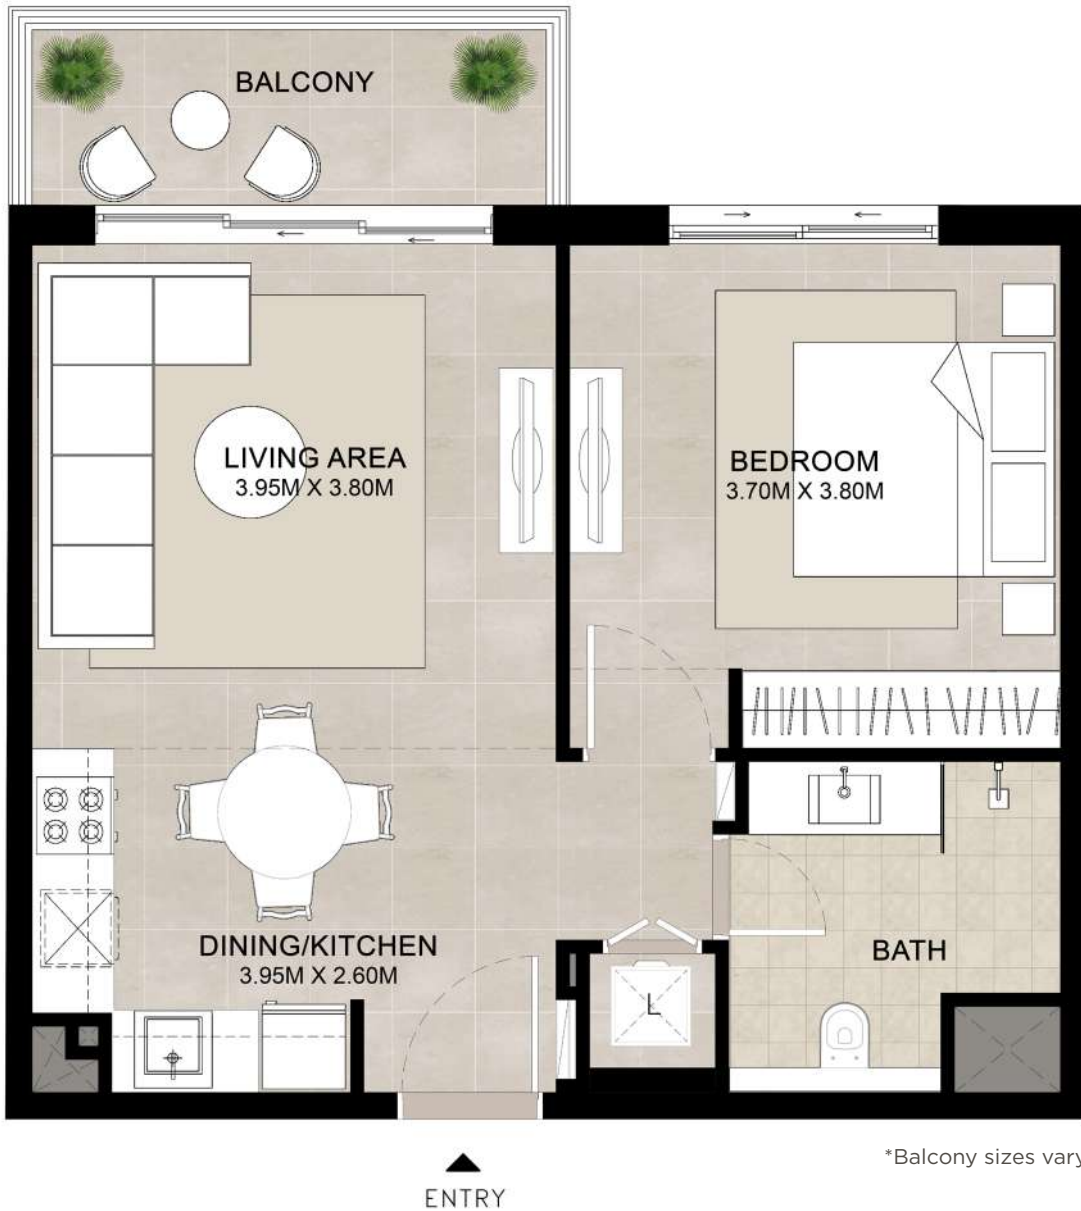 BALCONY
LIVING AREA
3.95M X 3.80M
BEDROOM
3.70M X 3.80M
DINING/KITCHEN
3.95M X 2.60M
BATH
L
*Balcony sizes vary
ENTRY